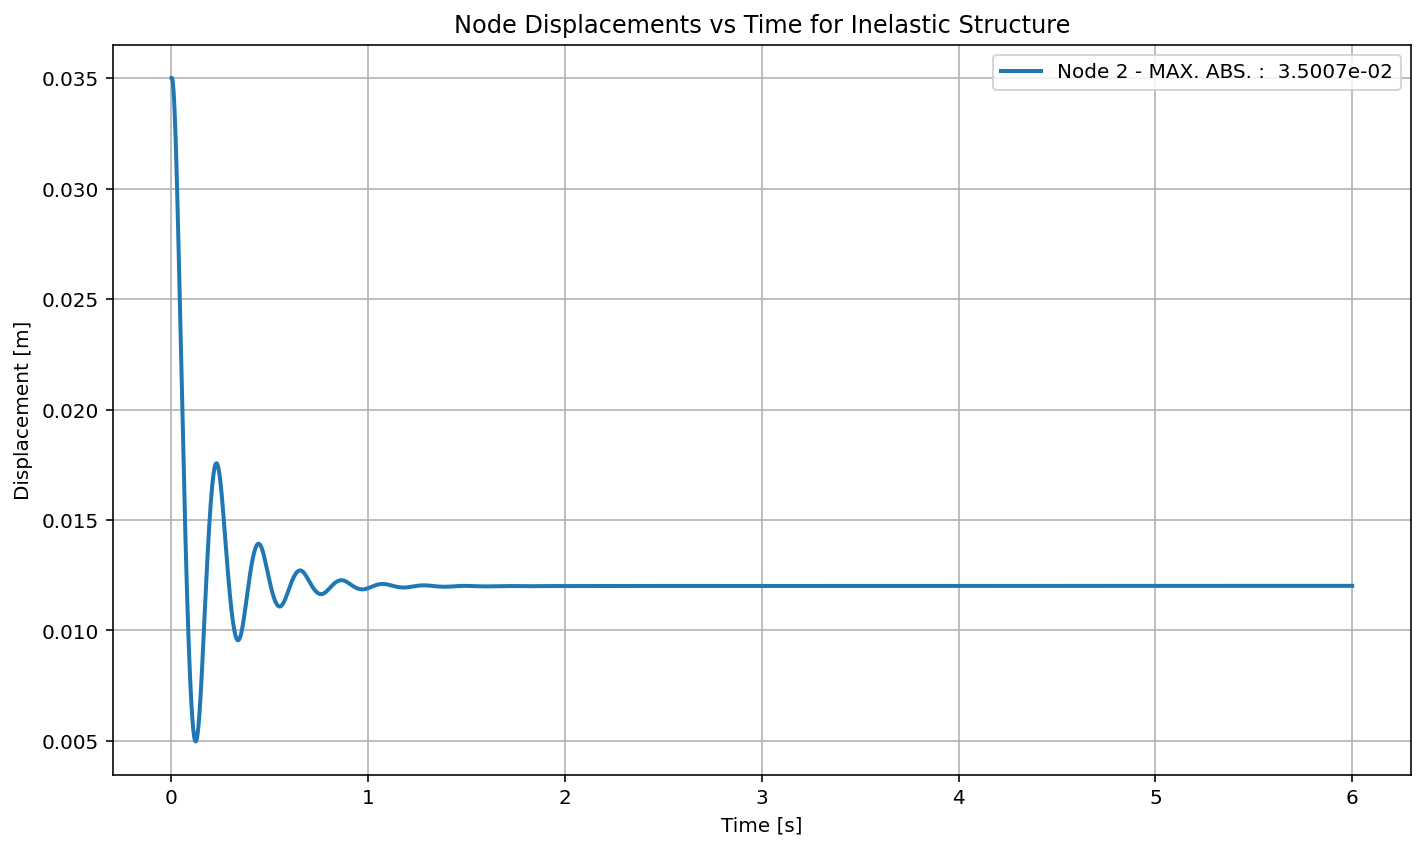 Node Displacements vs Time for Inelastic Structure
Node 2 - MAX. ABS. :  3.5007e-02
Displacement [m]
0.035
0.030
0.025
0.020
0.015
0.010
0.005
0 1 2 3 4 5 6
Time [s]